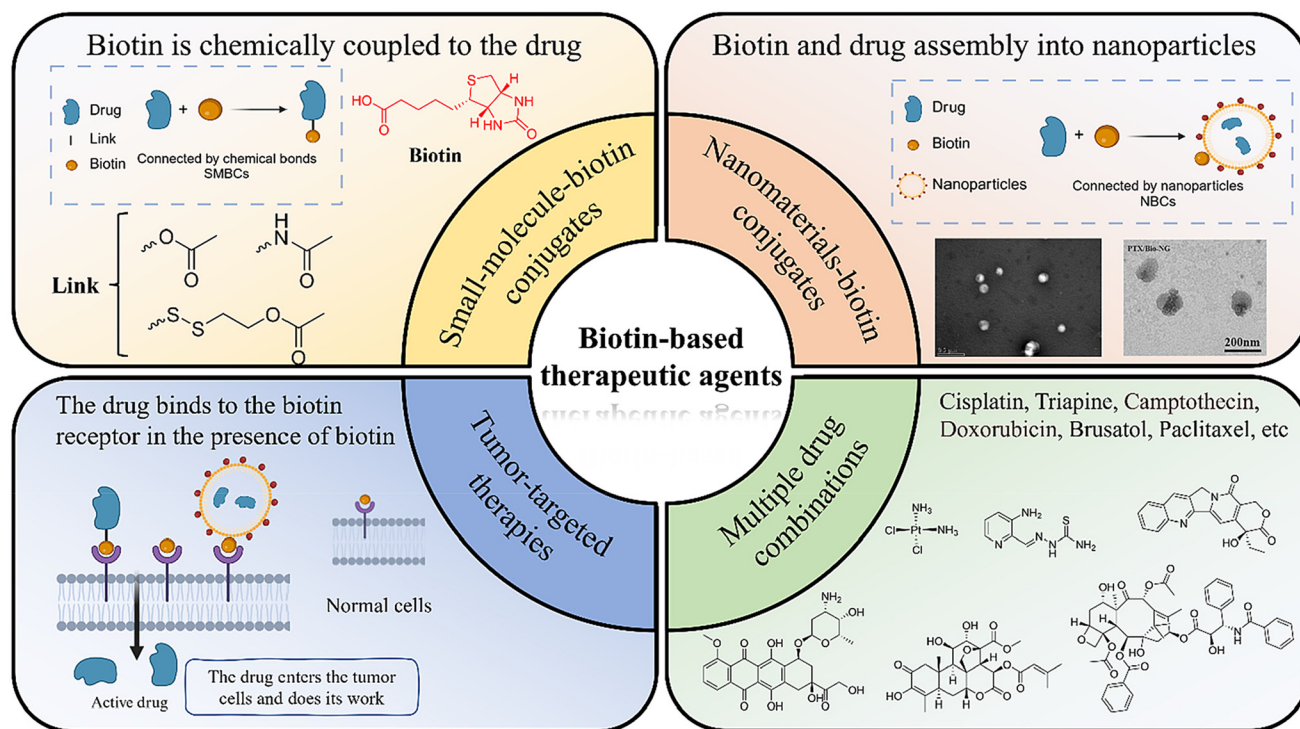 Biotin is chemically coupled to the drug
Drug
Link
Biotin
+
Connected by chemical bonds
SMBCs
HO
O
S
H
H
NH
HN
O
Biotin
Link
O
O
H
N
O
S
S
O
O
Biotin and drug assembly into nanoparticles
Drug
Biotin
Nanoparticles
+
Connected by nanoparticles
NBCs
PTX/Bio-NG
200nm
Small-molecule-biotin
conjugates
Nanomaterials-biotin
conjugates
Biotin-based
therapeutic agents
Tumor-targeted
therapies
Multiple drug
combinations
The drug binds to the biotin
receptor in the presence of biotin
Normal cells
Active drug
The drug enters the tumor
cells and does its work
Cisplatin, Triapine, Camptothecin,
Doxorubicin, Brusatol, Paclitaxel, etc
NH3
Cl
Pt
NH3
Cl
NH2
N
N
NH
S
NH2
O
N
N
O
HO
O
NH2
OH
O
O
O
O
OH
OH
O
OH
O
OH
OH
HO
O
O
O
HO
H
H
H
O
O
O
O
O
OH
O
O
O
OH
H
O
O
HO
O
O
O
O
OH
N
H
O